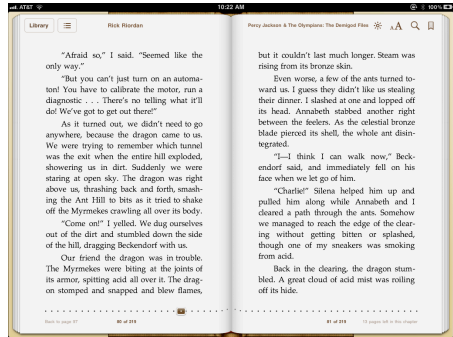 AT&T
10:22 AM
100%
Library
Rick Riordan
Percy Jackson & The Olympians: The Demigod Files
AA
"Afraid so," I said. "Seemed like the
only way."
"But you can't just turn on an automa-
ton! You have to calibrate the motor, run a
diagnostic . . . There's no telling what it'll
do! We've got to get out there!"
As it turned out, we didn't need to go
anywhere, because the dragon came to us.
We were trying to remember which tunnel
was the exit when the entire hill exploded,
showering us in dirt. Suddenly we were
staring at open sky. The dragon was right
above us, thrashing back and forth, smash-
ing the Ant Hill to bits as it tried to shake
off the Myrmekes crawling all over its body.
"Come on!" I yelled. We dug ourselves
out of the dirt and stumbled down the side
of the hill, dragging Beckendorf with us.
Our friend the dragon was in trouble.
The Myrmekes were biting at the joints of
its armor, spitting acid all over it. The drag-
on stomped and snapped and blew flames,
Back to page 97
80 of 219
but it couldn't last much longer. Steam was
rising from its bronze skin.
Even worse, a few of the ants turned to-
ward us. I guess they didn't like us stealing
their dinner. I slashed at one and lopped off
its head. Annabeth stabbed another right
between the feelers. As the celestial bronze
blade pierced its shell, the whole ant disin-
tegrated.
"I—I think I can walk now," Beck-
endorf said, and immediately fell on his
face when we let go of him.
"Charlie!" Silena helped him up and
pulled him along while Annabeth and I
cleared a path through the ants. Somehow
we managed to reach the edge of the clear-
ing without getting bitten or splashed,
though one of my sneakers was smoking
from acid.
Back in the clearing, the dragon stum-
bled. A great cloud of acid mist was roiling
off its hide.
81 of 219
13 pages left in this chapter